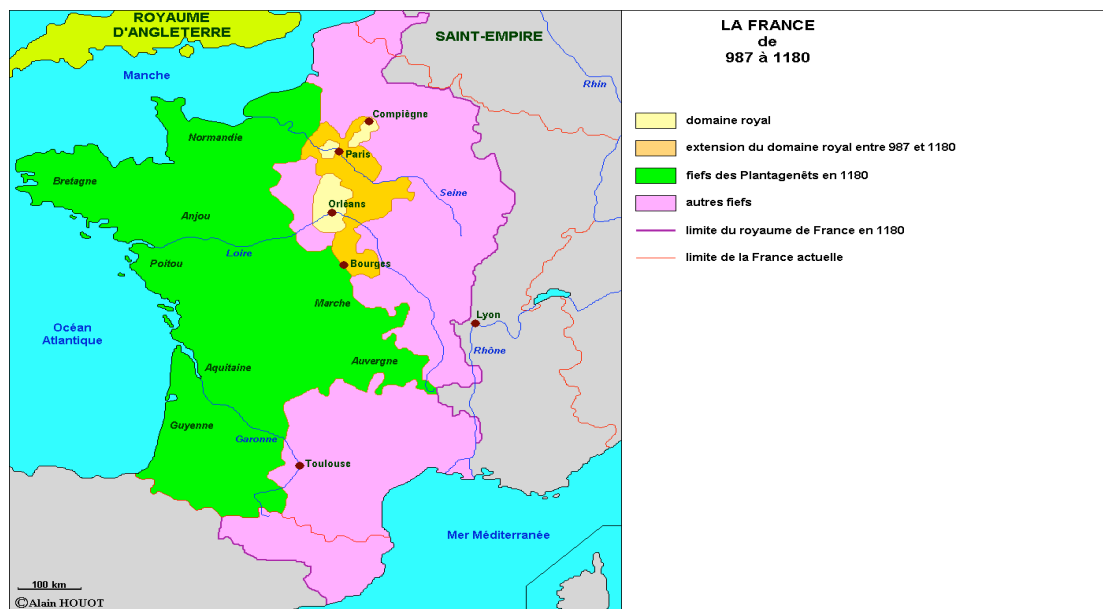 ROYAUME
D'ANGLETERRE
SAINT-EMPIRE
LA FRANCE
de
987 à 1180
Manche
Rhin
Compiègne
domaine royal
Normandie
Paris
extension du domaine royal entre 987 et 1180
Bretagne
fiefs des Plantagenêts en 1180
Seine
Orléans
autres fiefs
Anjou
limite du royaume de France en 1180
Loire
Poitou
Bourges
limite de la France actuelle
Marche
Lyon
Océan
Atlantique
Rhône
Auvergne
Aquitaine
Guyenne
Garonne
Toulouse
Mer Méditerranée
100 km
©Alain HOUOT